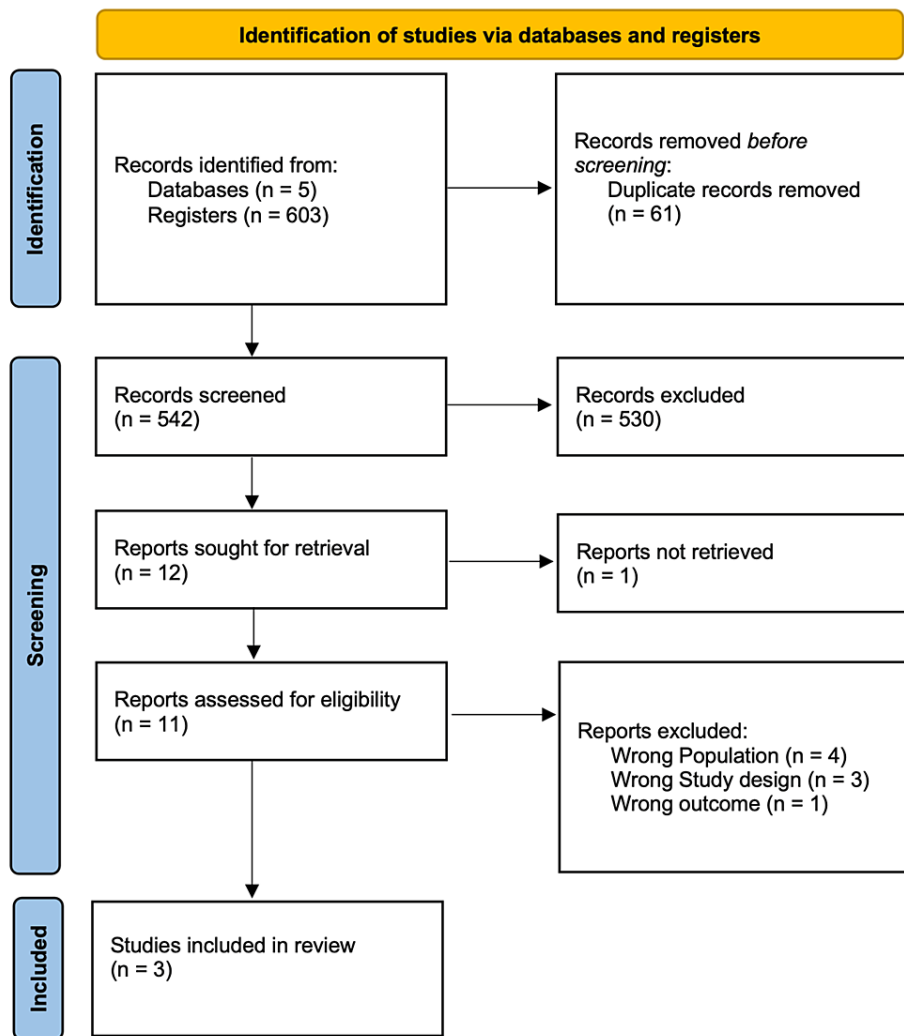 Identification of studies via databases and registers
Identification
Records identified from:
Databases (n = 5)
Registers (n = 603)
Records removed before
screening:
Duplicate records removed
(n = 61)
Screening
Records screened
(n = 542)
Records excluded
(n = 530)
Reports sought for retrieval
(n = 12)
Reports not retrieved
(n = 1)
Reports assessed for eligibility
(n = 11)
Reports excluded:
Wrong Population (n = 4)
Wrong Study design (n = 3)
Wrong outcome (n = 1)
Included
Studies included in review
(n = 3)